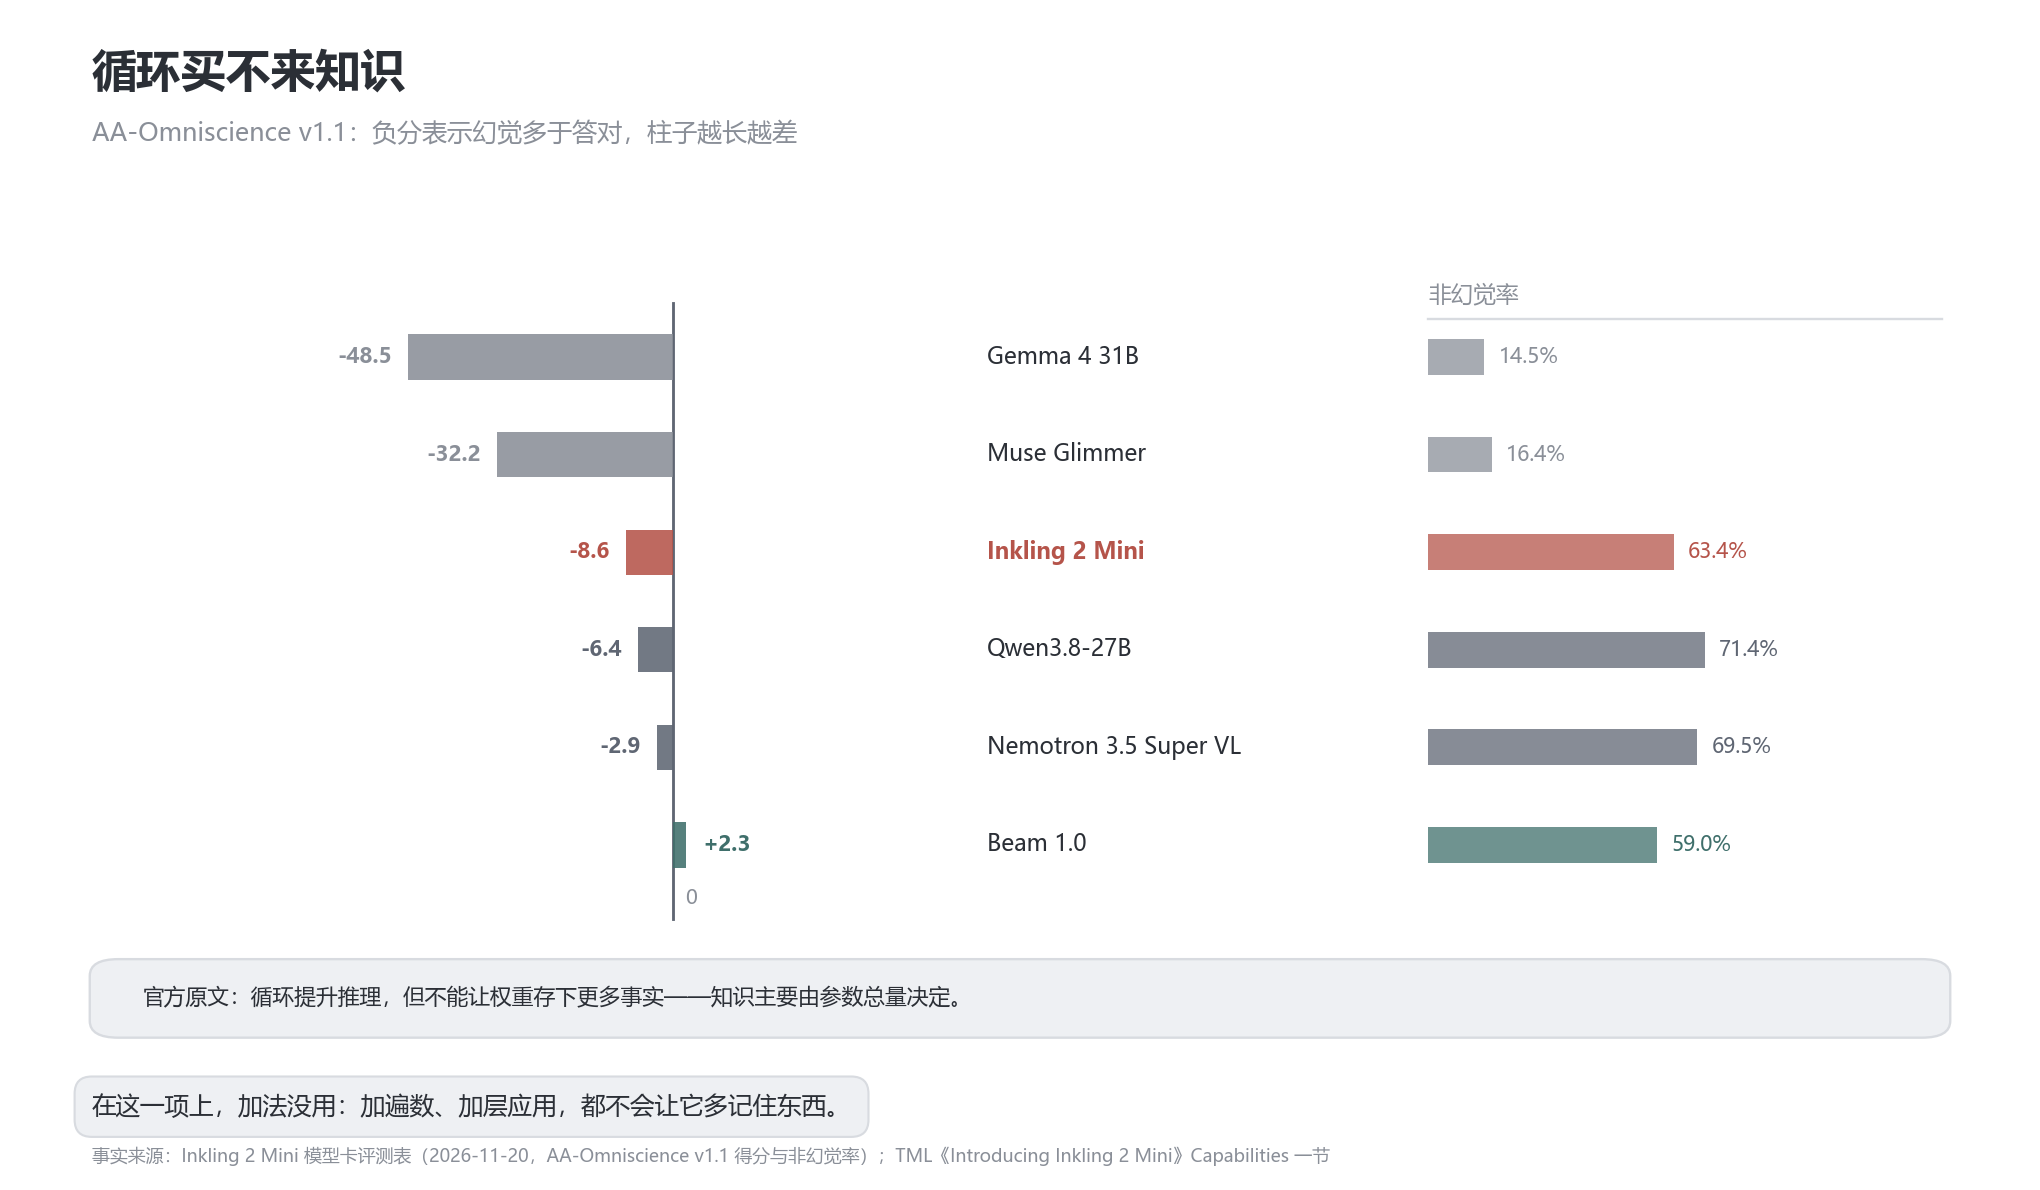 循环买不来知识
AA-Omniscience v1.1：负分表示幻觉多于答对，柱子越长越差
非幻觉率
-48.5 Gemma 4 31B 14.5%
-32.2 Muse Glimmer 16.4%
-8.6 Inkling 2 Mini 63.4%
-6.4 Qwen3.8-27B 71.4%
-2.9 Nemotron 3.5 Super VL 69.5%
+2.3 Beam 1.0 59.0%
0
官方原文：循环提升推理，但不能让权重存下更多事实——知识主要由参数总量决定。
在这一项上，加法没用：加遍数、加层应用，都不会让它多记住东西。
事实来源：Inkling 2 Mini 模型卡评测表（2026-11-20，AA-Omniscience v1.1 得分与非幻觉率）；TML《Introducing Inkling 2 Mini》Capabilities 一节